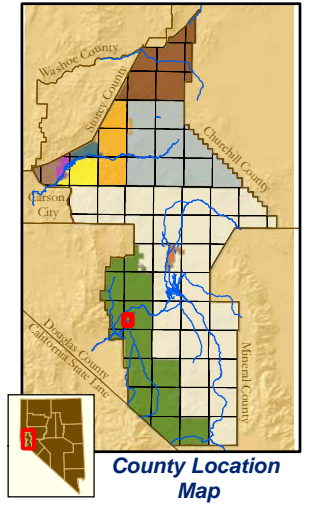 Washoe County
Storey County
Churchill County
Carson
City
Douglas County
California State Line
Mineral County
County Location
Map